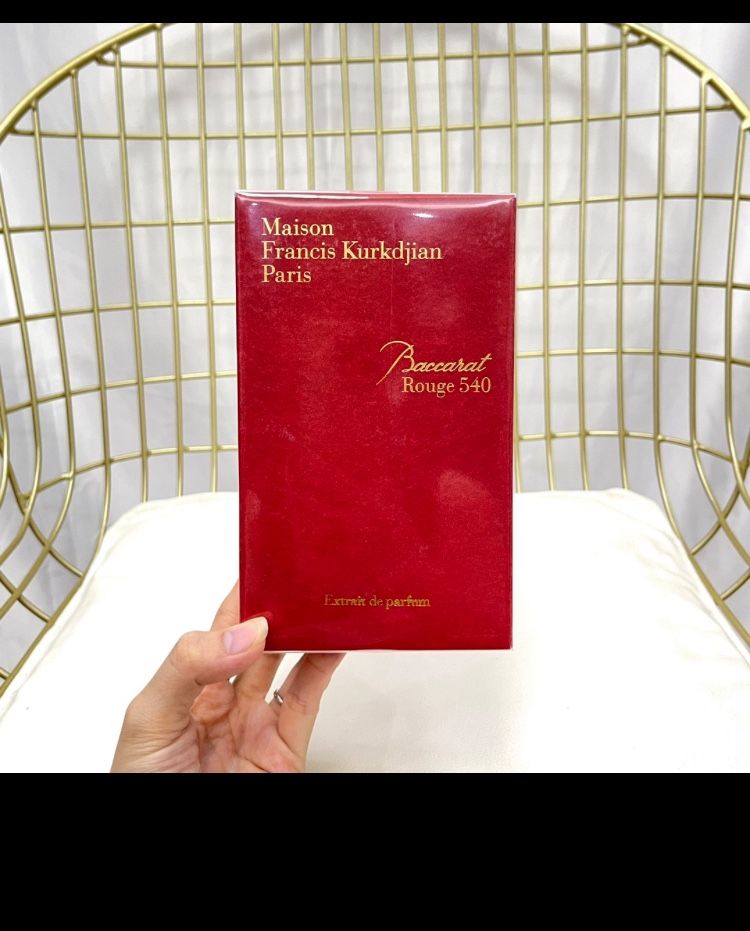 Maison
Francis Kurkdjian
Paris
Baccarat
Rouge 540
Extrait de parfum